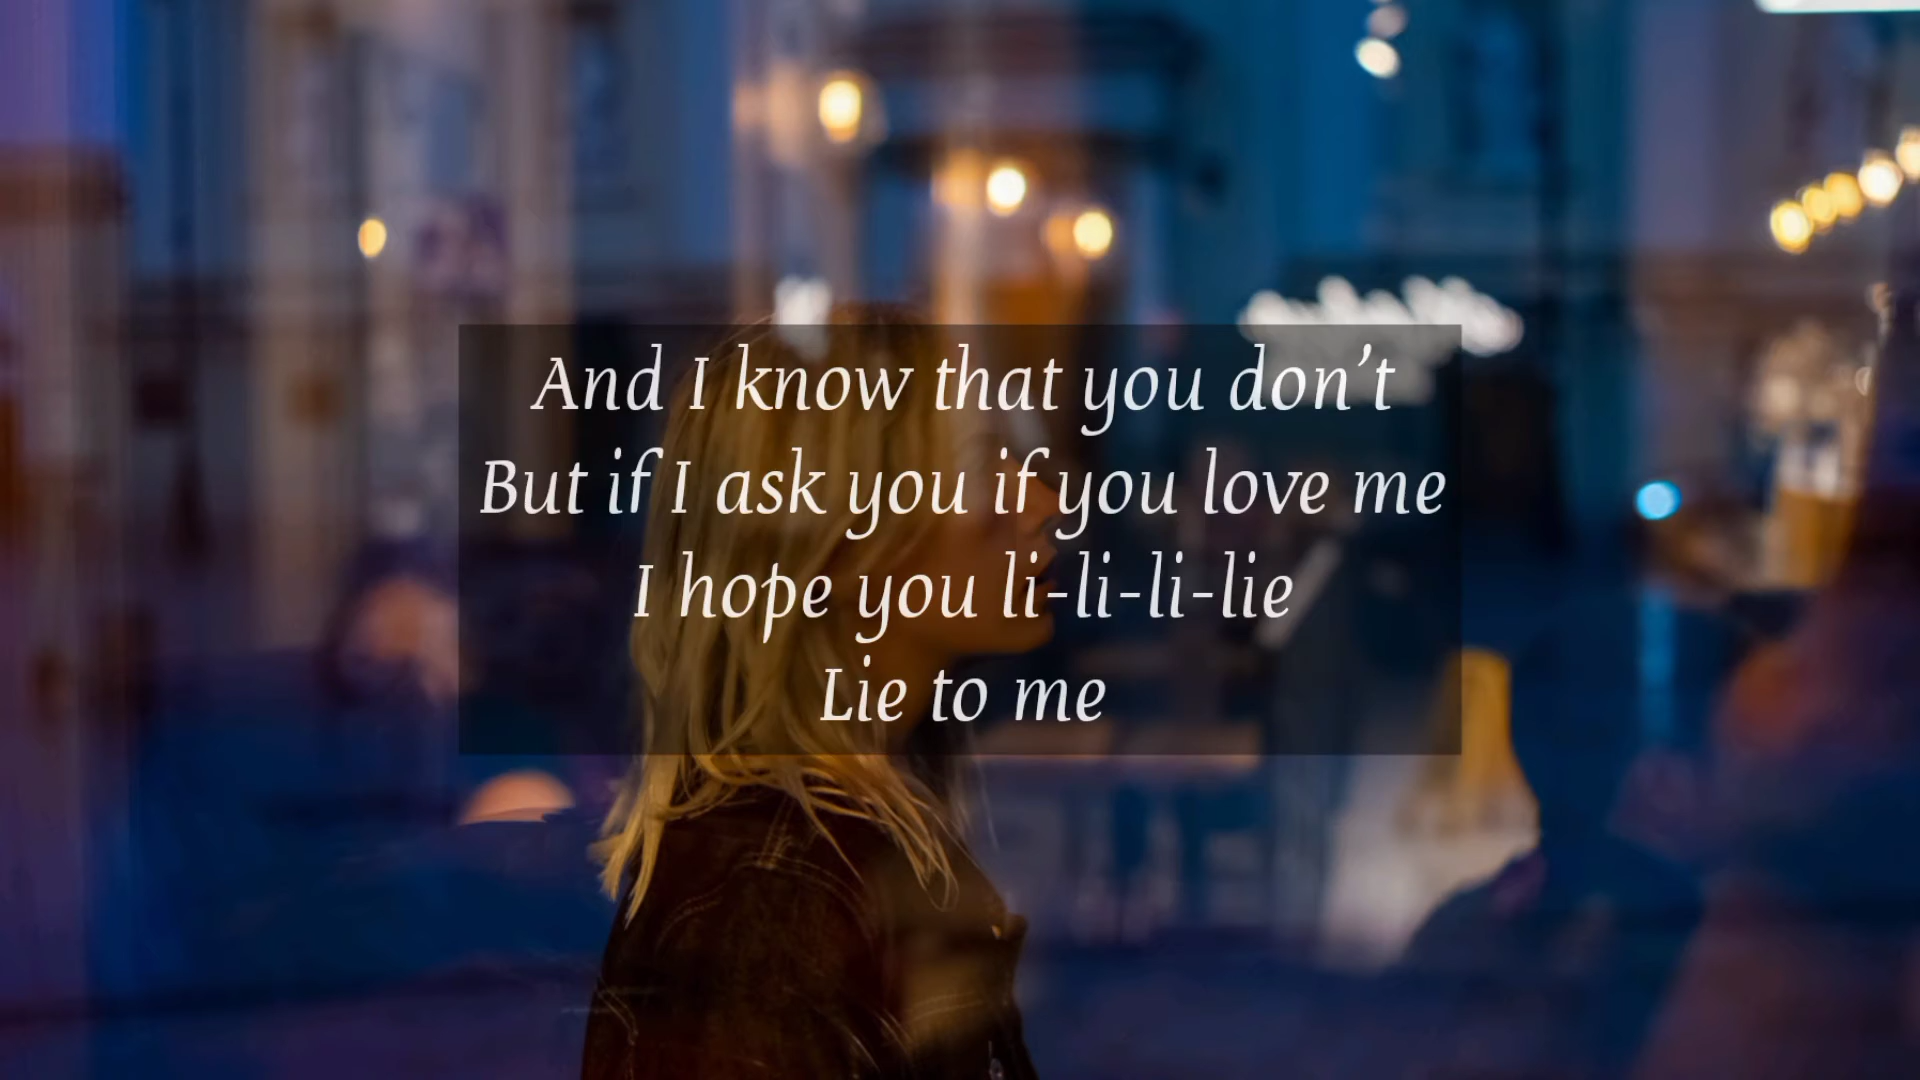 And I know that you don’t
But if I ask you if you love me
I hope you li-li-li-lie
Lie to me